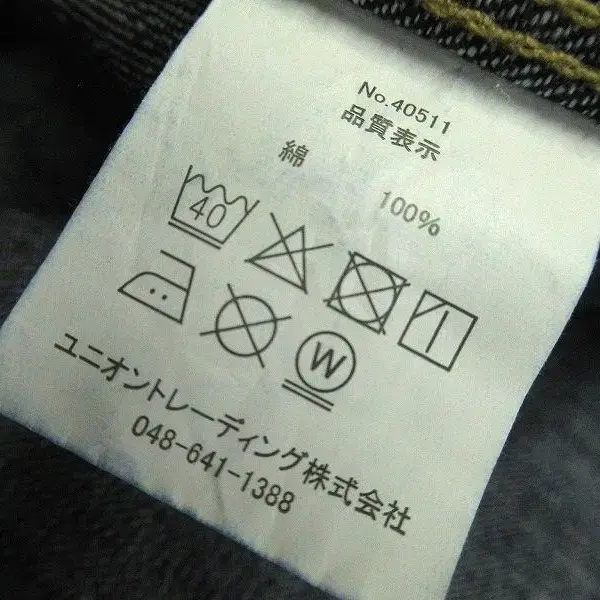 No.40511
品質表示
綿 100%
40
W
ユニオントレーディング株式会社
048-641-1388